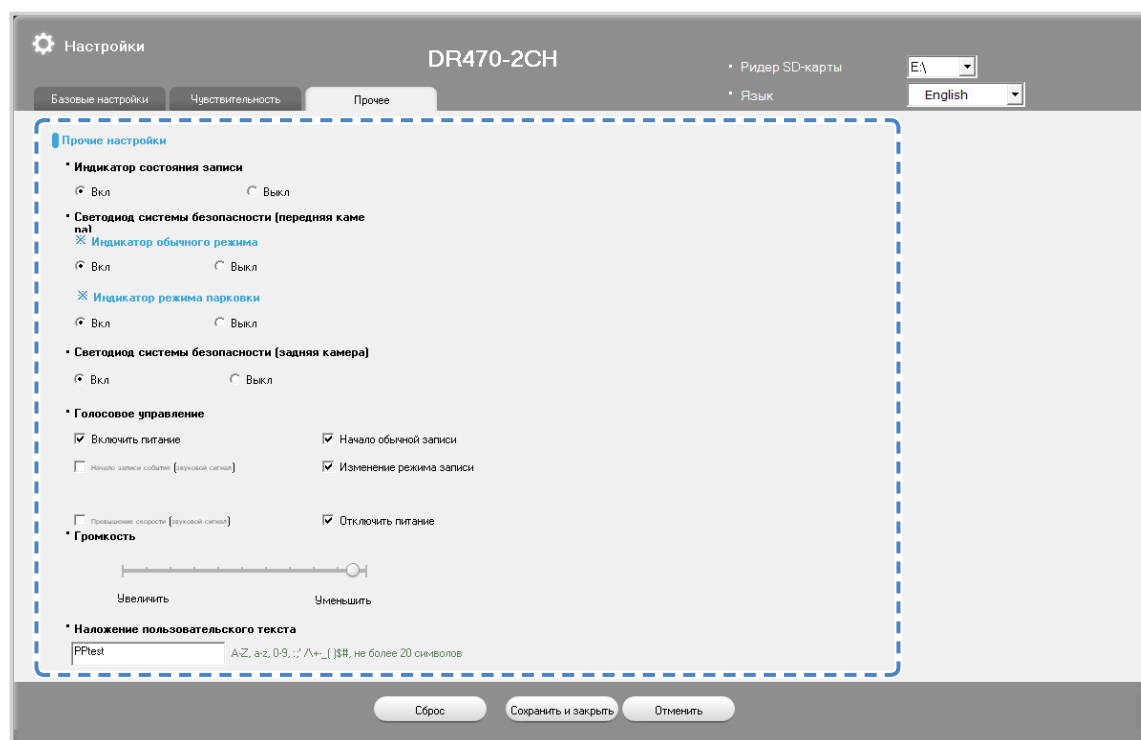 Настройки
DR470-2CH
• Ридер SD-карты
E:\
• Язык
English
Базовые настройки
Чувствительность
Прочее
Прочие настройки
• Индикатор состояния записи
Вкл
Выкл
• Светодиод системы безопасности (передняя каме
ра)
※ Индикатор обычного режима
Вкл
Выкл
※ Индикатор режима парковки
Вкл
Выкл
• Светодиод системы безопасности (задняя камера)
Вкл
Выкл
• Голосовое управление
Включить питание
Начало обычной записи
Начало записи события (звуковой сигнал)
Изменение режима записи
Превышение скорости (звуковой сигнал)
Отключить питание
• Громкость
Увеличить
Уменьшить
• Наложение пользовательского текста
PPtest
A-Z, a-z, 0-9, :;' /\+-_( )$#, не более 20 символов
Сброс
Сохранить и закрыть
Отменить